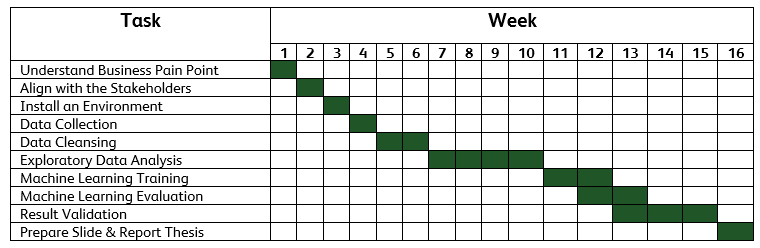 Task Week
1 2 3 4 5 6 7 8 9 10 11 12 13 14 15 16
Understand Business Pain Point
Align with the Stakeholders
Install an Environment
Data Collection
Data Cleansing
Exploratory Data Analysis
Machine Learning Training
Machine Learning Evaluation
Result Validation
Prepare Slide & Report Thesis